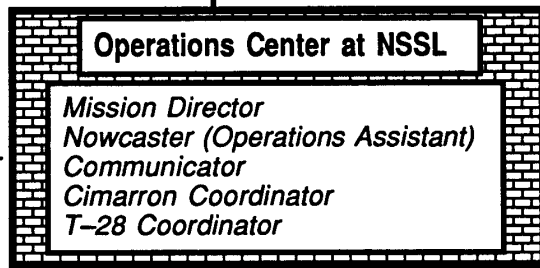 Operations Center at NSSL
Mission Director
Nowcaster (Operations Assistant)
Communicator
Cimarron Coordinator
T–28 Coordinator